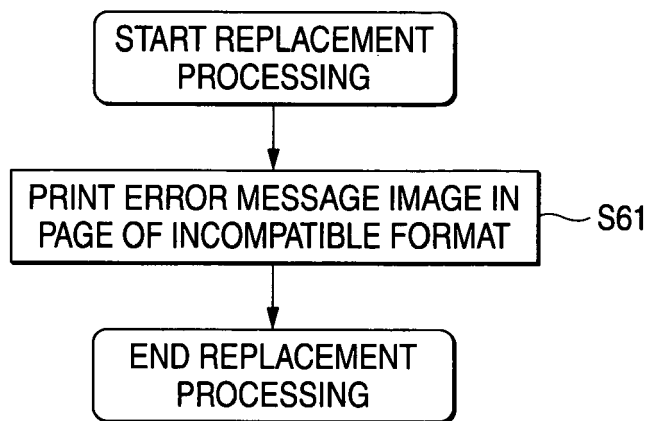 START REPLACEMENT
PROCESSING
PRINT ERROR MESSAGE IMAGE IN
PAGE OF INCOMPATIBLE FORMAT
S61
END REPLACEMENT
PROCESSING